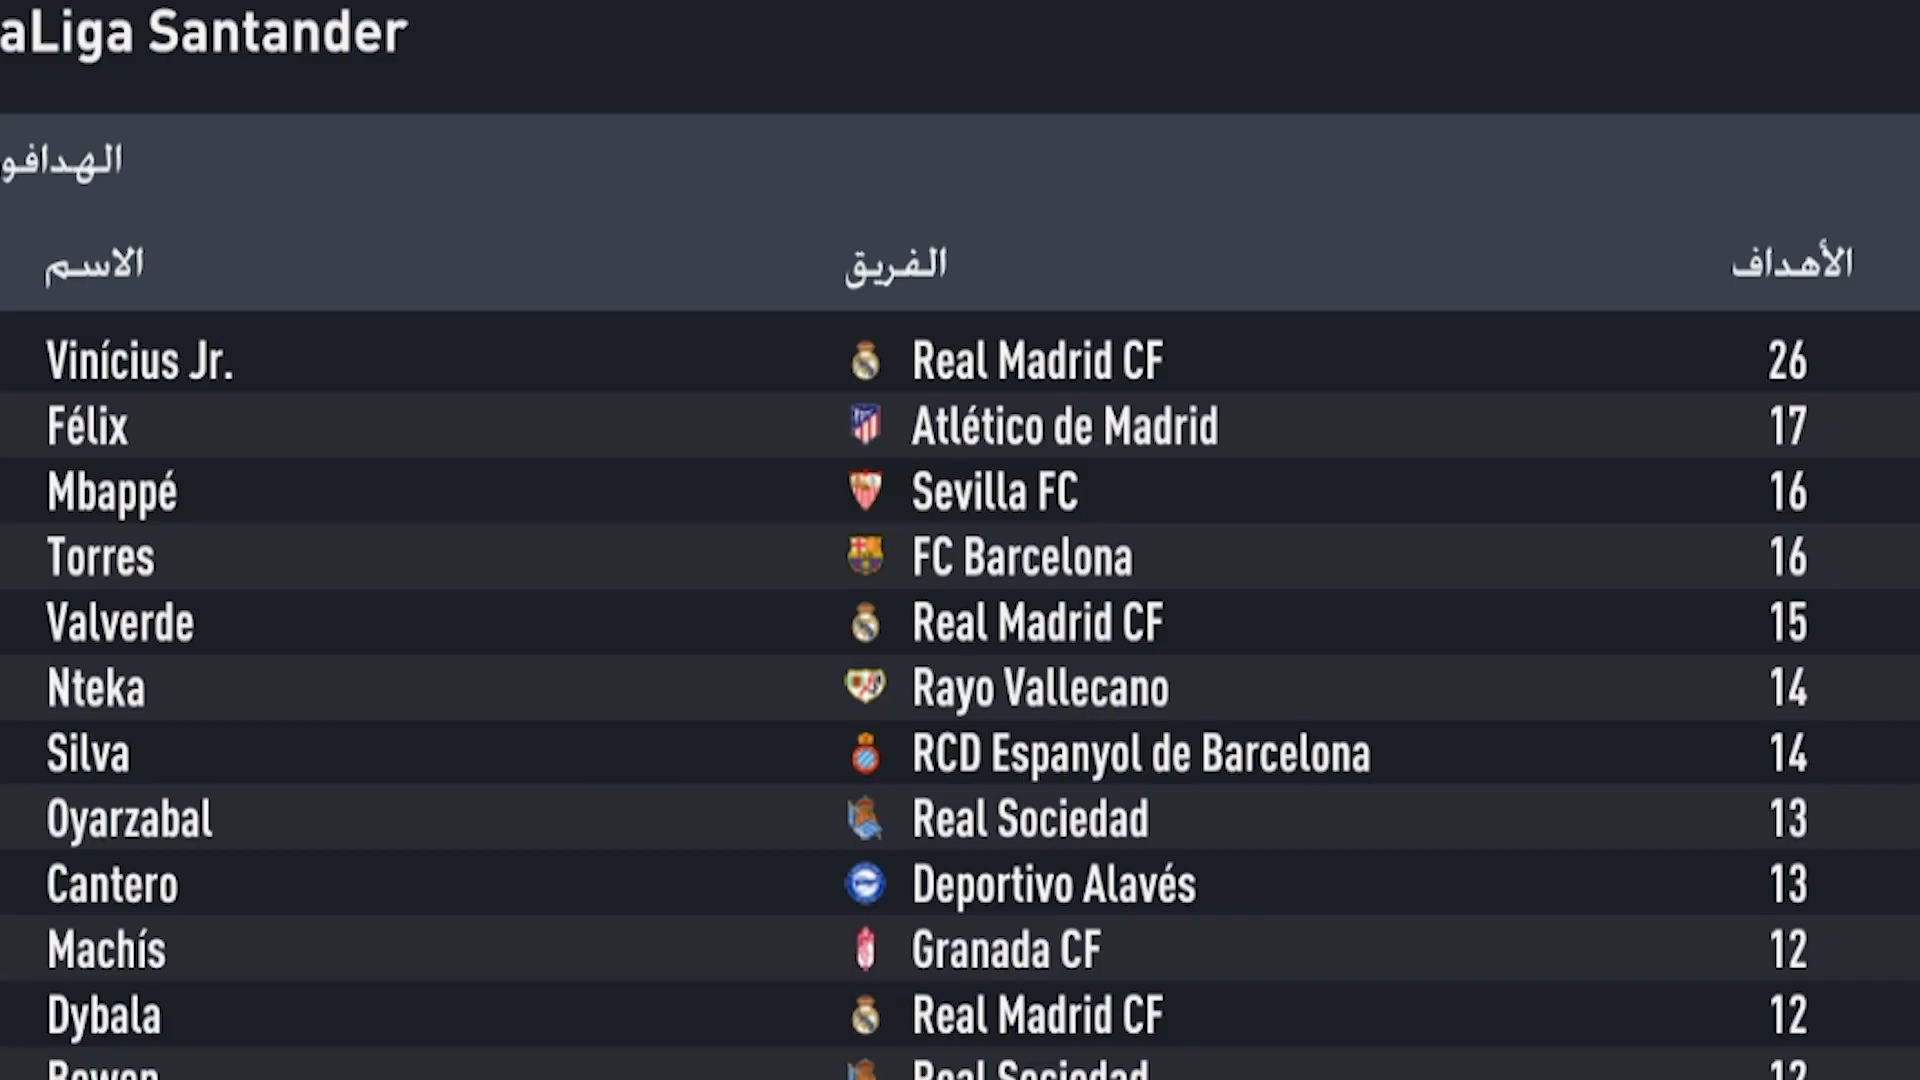 aLiga Santander
الهدافو
الاسم الفريق الأهداف
Vinícius Jr. Real Madrid CF 26
Félix Atlético de Madrid 17
Mbappé Sevilla FC 16
Torres FC Barcelona 16
Valverde Real Madrid CF 15
Nteka Rayo Vallecano 14
Silva RCD Espanyol de Barcelona 14
Oyarzabal Real Sociedad 13
Cantero Deportivo Alavés 13
Machís Granada CF 12
Dybala Real Madrid CF 12
Real Sociedad 12